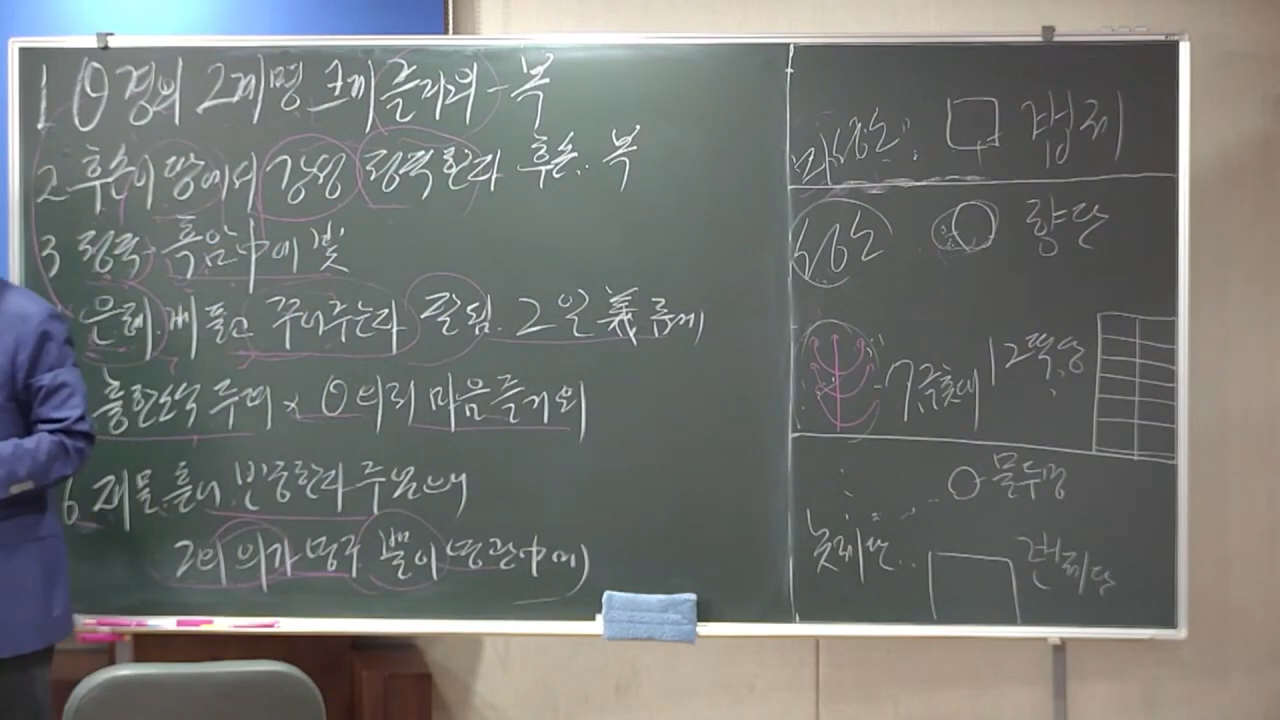 1. O 경외 그계명 크게 즐거워 - 복
2. 후손이 땅에서 강성 정직한자 후손. 복
3 정직 - 흑암中에 빛
은혜. 베풀고 꾸어주는자 잘됨. 그 일 義롭게
흉한소식 두려 x O 의뢰 마음
6 재물. 흩어 빈궁한자 주
그의 의가 영구 뿔이 영광中에)
법궤
성소
향단
7금촛대
12떡상
물두멍
번제단